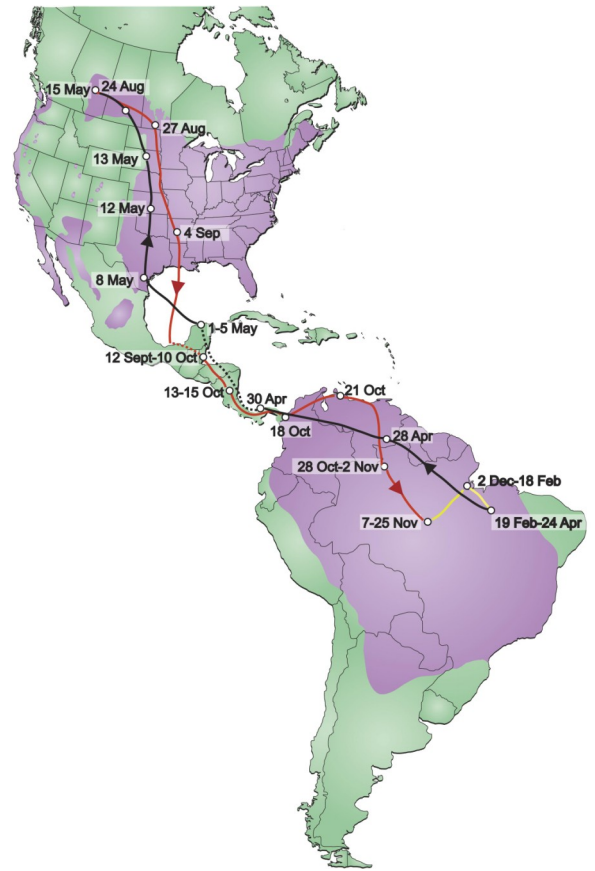 15 May
24 Aug
27 Aug
13 May
12 May
4 Sep
8 May
1-5 May
12 Sept-10 Oct
13-15 Oct
30 Apr
21 Oct
18 Oct
28 Apr
28 Oct-2 Nov
2 Dec-18 Feb
7-25 Nov
19 Feb-24 Apr